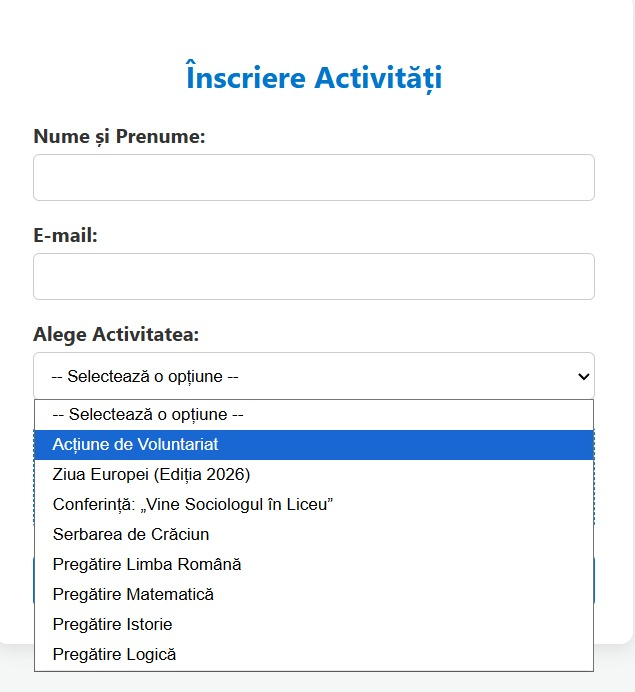 Înscriere Activități
Nume și Prenume:
E-mail:
Alege Activitatea:
-- Selectează o opțiune --
-- Selectează o opțiune --
Acțiune de Voluntariat
Ziua Europei (Ediția 2026)
Conferință: „Vine Sociologul în Liceu”
Serbarea de Crăciun
Pregătire Limba Română
Pregătire Matematică
Pregătire Istorie
Pregătire Logică